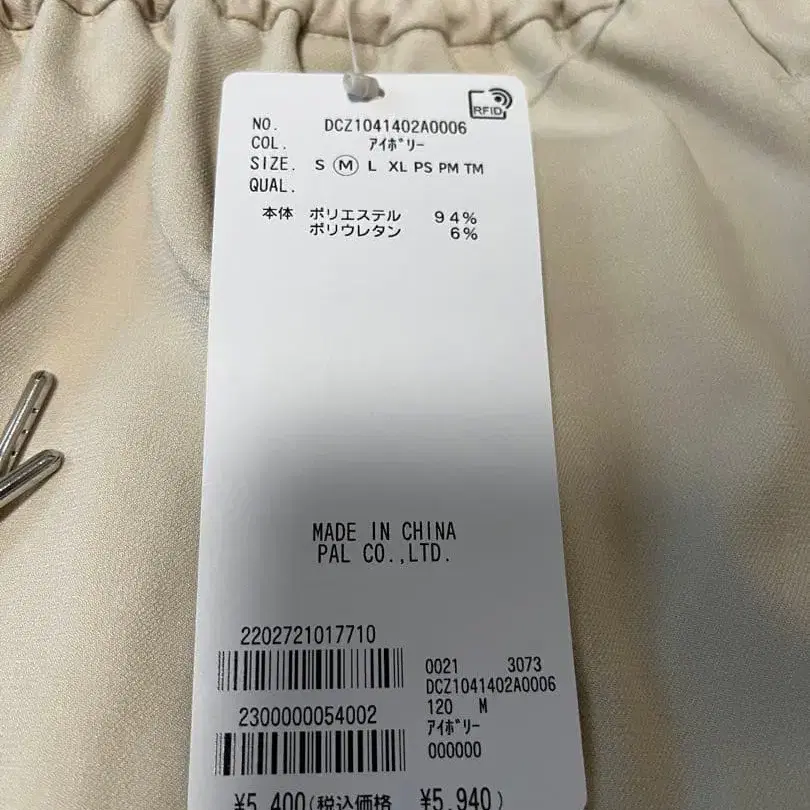 RFID
NO. DCZ1041402A0006
COL. ｱｲﾎﾞﾘｰ
SIZE. S M L XL PS PM TM
QUAL.
本体 ポリエステル 94%
ポリウレタン 6%
MADE IN CHINA
PAL CO.,LTD.
2202721017710
0021 3073
DCZ1041402A0006
2300000054002
120 M
ｱｲﾎﾞﾘｰ
000000
¥5,400(税込価格 ¥5,940)